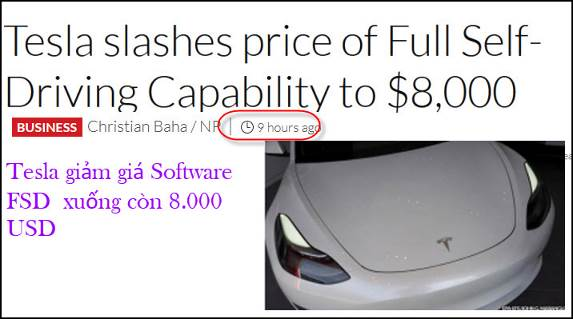 Tesla slashes price of Full Self-
Driving Capability to $8,000
BUSINESS Christian Baha / NP 9 hours ago
Tesla giảm giá Software
FSD xuống còn 8.000
USD